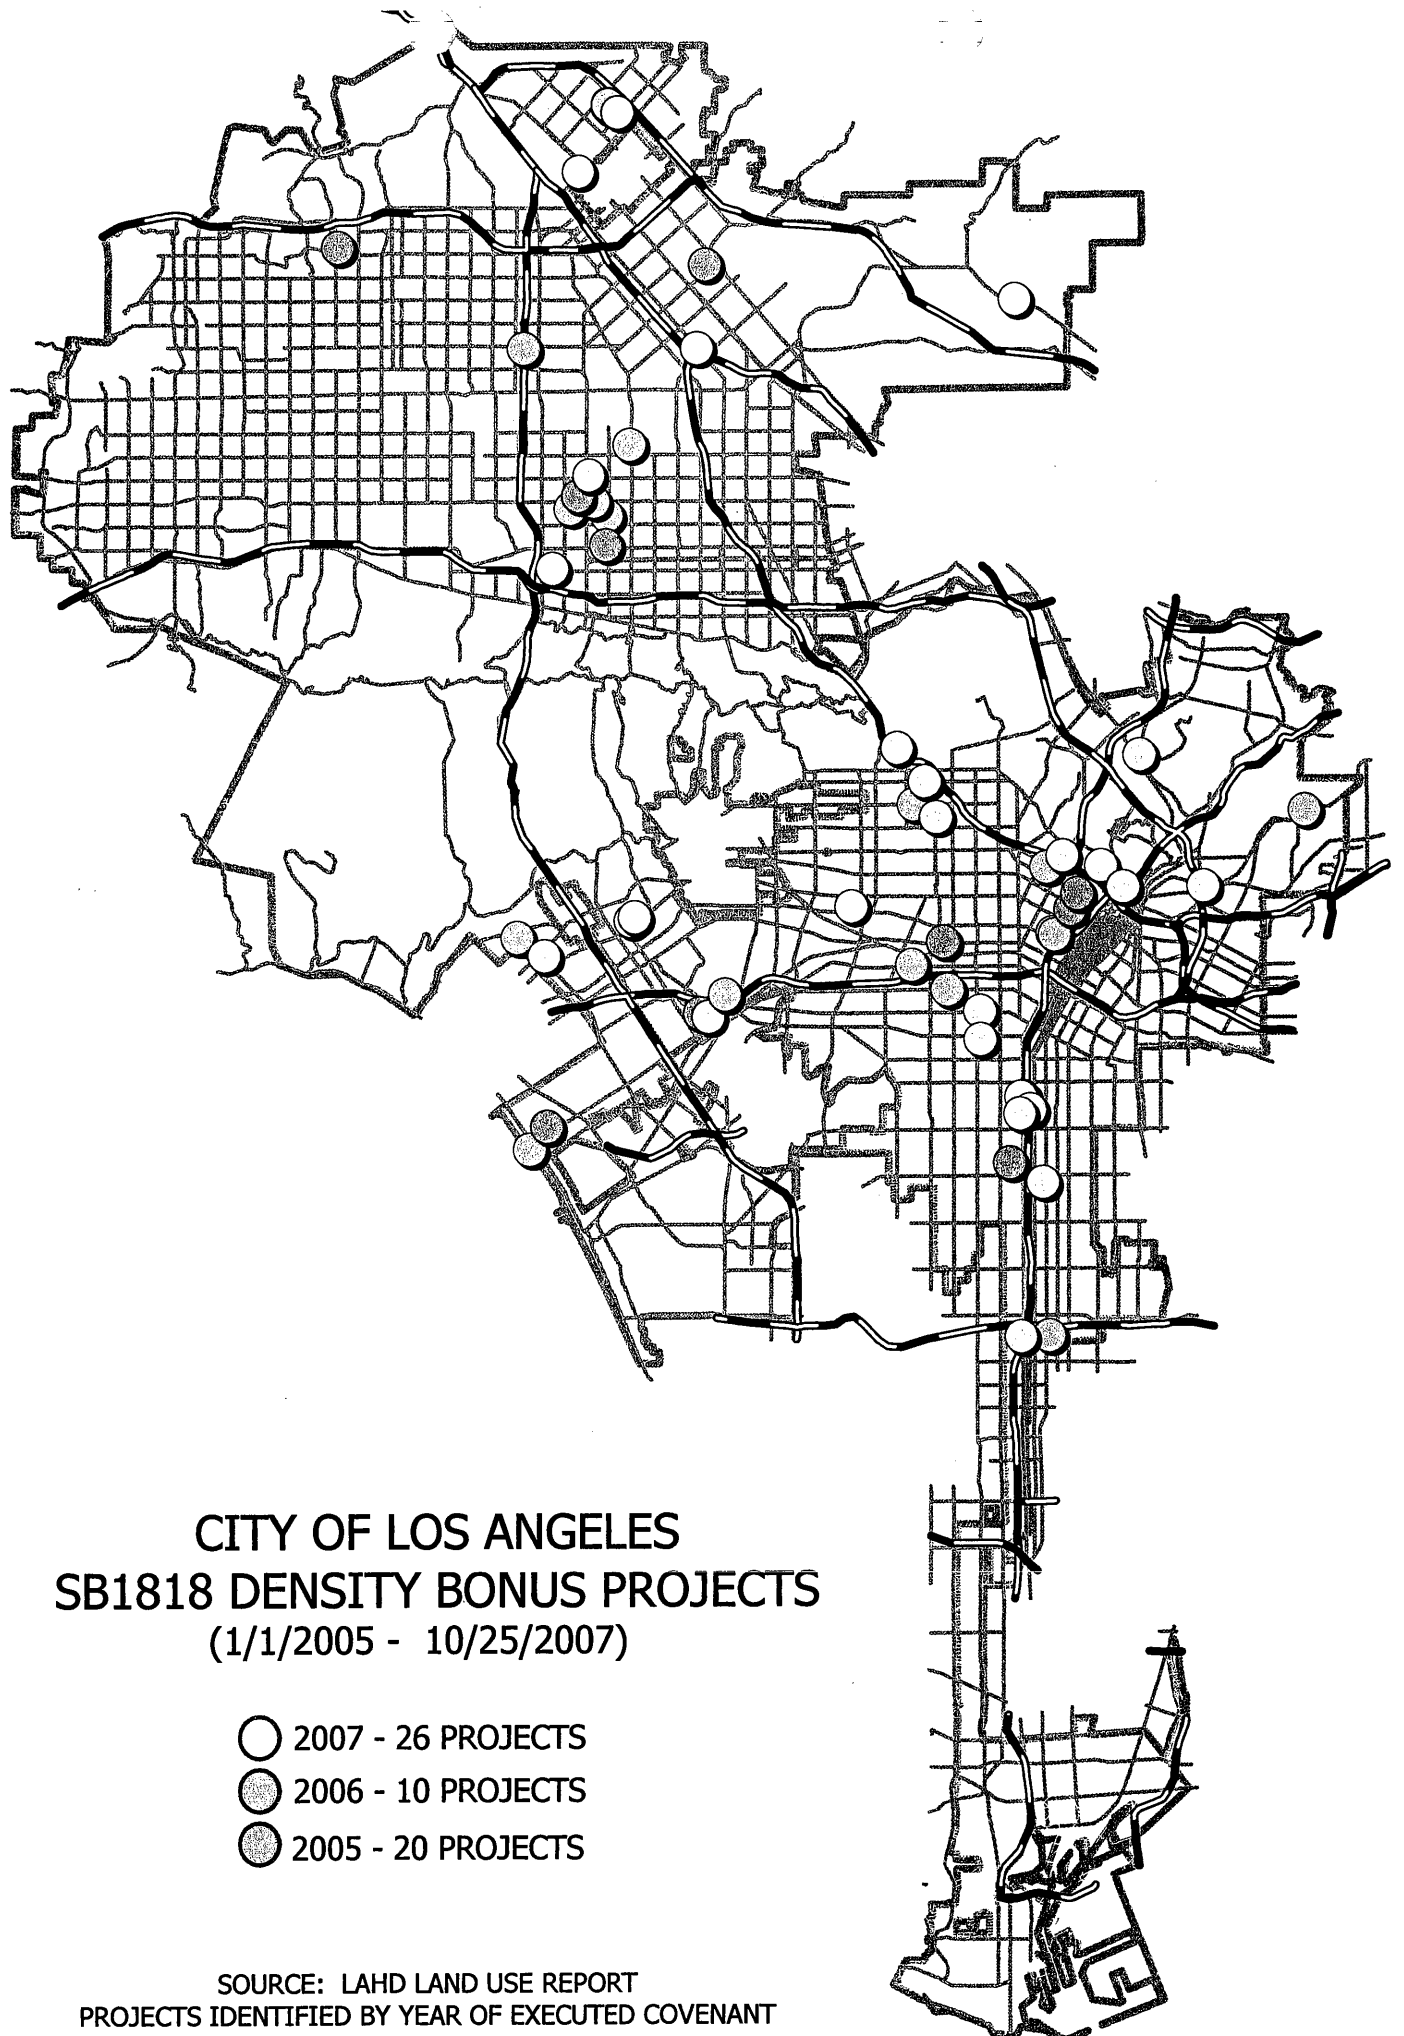 CITY OF LOS ANGELES
SB1818 DENSITY BONUS PROJECTS
(1/1/2005 - 10/25/2007)
2007 - 26 PROJECTS
2006 - 10 PROJECTS
2005 - 20 PROJECTS
SOURCE: LAHD LAND USE REPORT
PROJECTS IDENTIFIED BY YEAR OF EXECUTED COVENANT